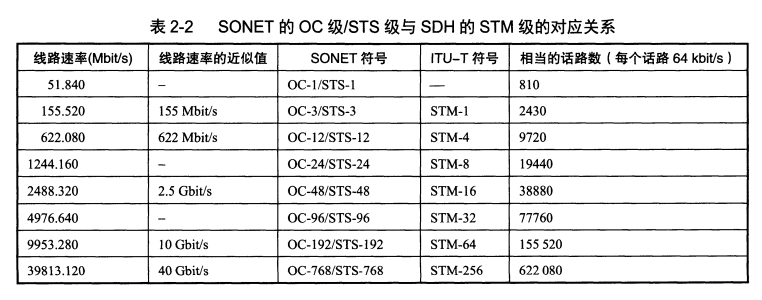 表 2-2 SONET 的 OC 级/STS 级与 SDH 的 STM 级的对应关系
线路速率(Mbit/s) 线路速率的近似值 SONET 符号 ITU–T 符号 相当的话路数（每个话路 64 kbit/s）
51.840 – OC-1/STS-1 — 810
155.520 155 Mbit/s OC-3/STS-3 STM-1 2430
622.080 622 Mbit/s OC-12/STS-12 STM-4 9720
1244.160 – OC-24/STS-24 STM-8 19440
2488.320 2.5 Gbit/s OC-48/STS-48 STM-16 38880
4976.640 – OC-96/STS-96 STM-32 77760
9953.280 10 Gbit/s OC-192/STS-192 STM-64 155 520
39813.120 40 Gbit/s OC-768/STS-768 STM-256 622 080